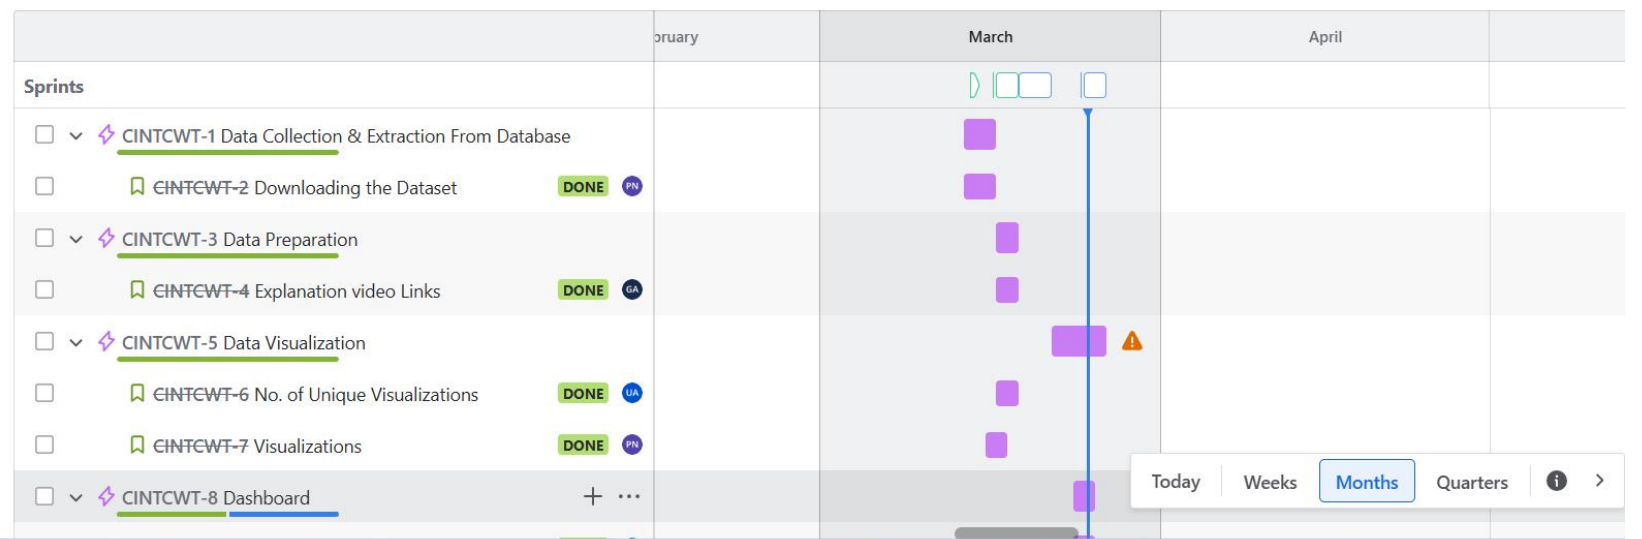 bruary
March
April
Sprints
CINTCWT-1 Data Collection & Extraction From Database
CINTCWT-2 Downloading the Dataset DONE PN
CINTCWT-3 Data Preparation
CINTCWT-4 Explanation video Links DONE GA
CINTCWT-5 Data Visualization
CINTCWT-6 No. of Unique Visualizations DONE UA
CINTCWT-7 Visualizations DONE PN
Today Weeks Months Quarters
CINTCWT-8 Dashboard